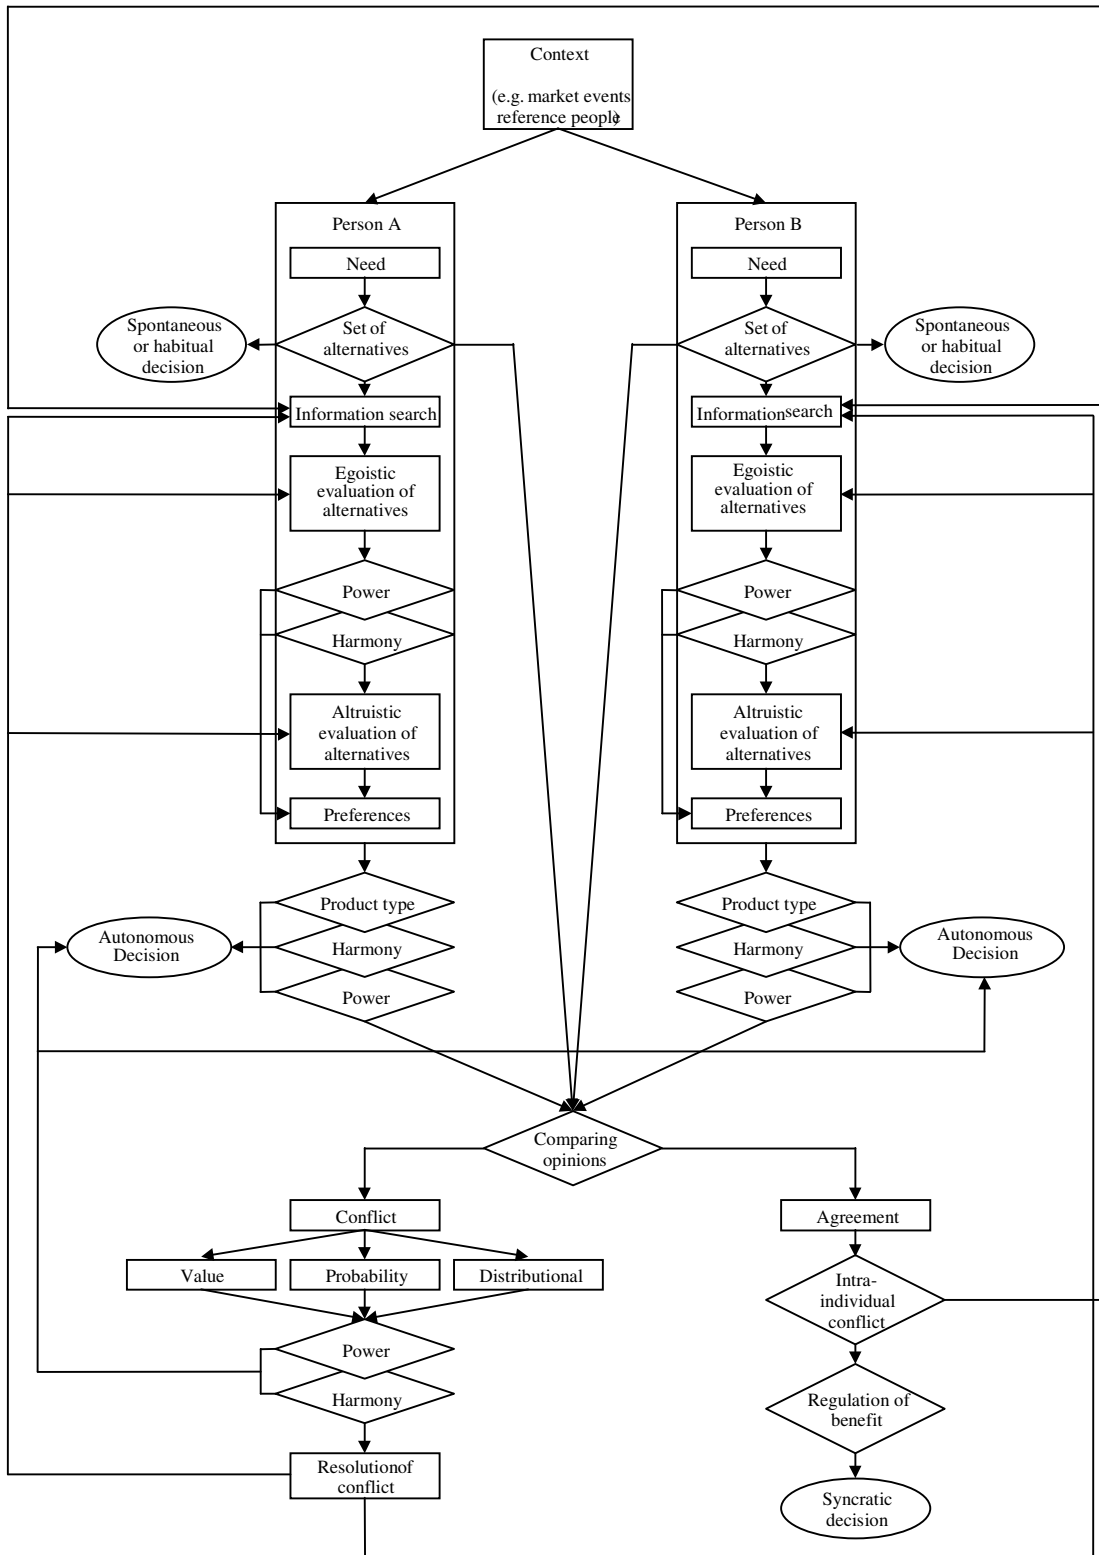 Context
(e.g. market events
reference people)
Person A
Need
Set of
alternatives
Spontaneous
or habitual
decision
Information search
Egoistic
evaluation of
alternatives
Power
Harmony
Altruistic
evaluation of
alternatives
Preferences
Product type
Harmony
Power
Autonomous
Decision
Person B
Need
Set of
alternatives
Spontaneous
or habitual
decision
Informationsearch
Egoistic
evaluation of
alternatives
Power
Harmony
Altruistic
evaluation of
alternatives
Preferences
Product type
Harmony
Power
Autonomous
Decision
Comparing
opinions
Conflict
Value
Probability
Distributional
Power
Harmony
Resolutionof
conflict
Agreement
Intra-
individual
conflict
Regulation of
benefit
Syncratic
decision